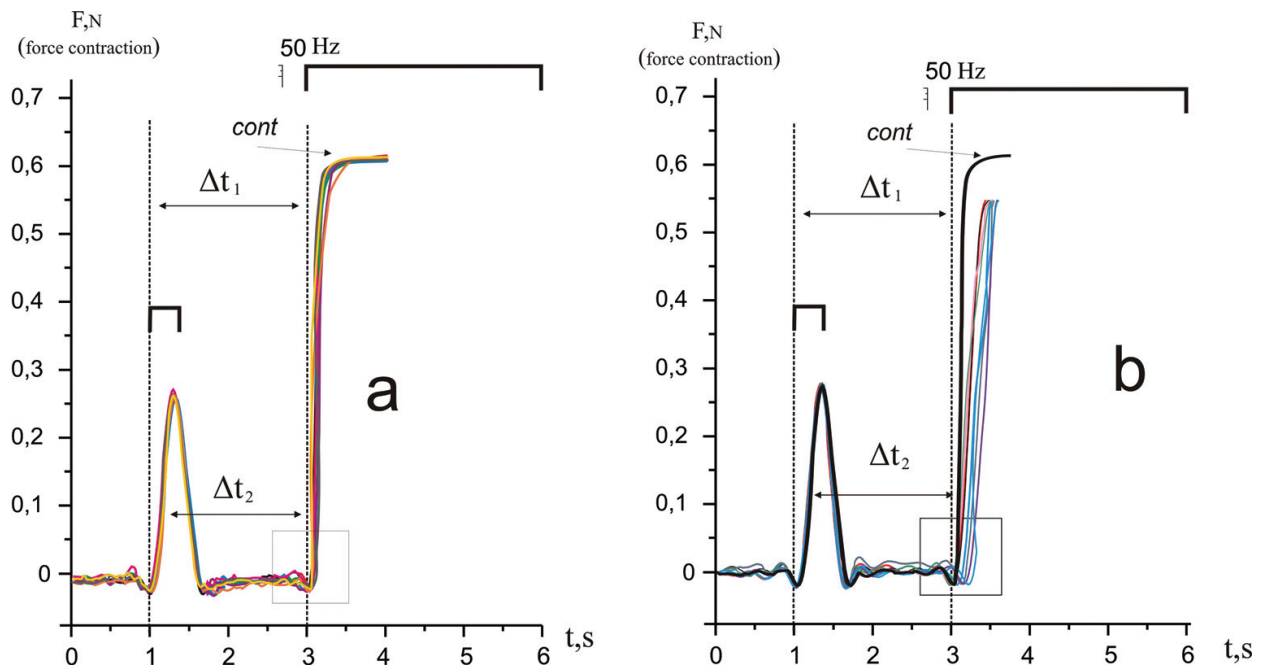 F,N
(force contraction)
50 Hz
0,7
cont
0,6
Δt₁
0,5
0,4
0,3
a
0,2
Δt₂
0,1
0
0 1 2 3 4 5 6
t,s
F,N
(force contraction)
50 Hz
0,7
cont
0,6
Δt₁
0,5
0,4
0,3
b
0,2
Δt₂
0,1
0
0 1 2 3 4 5 6
t,s